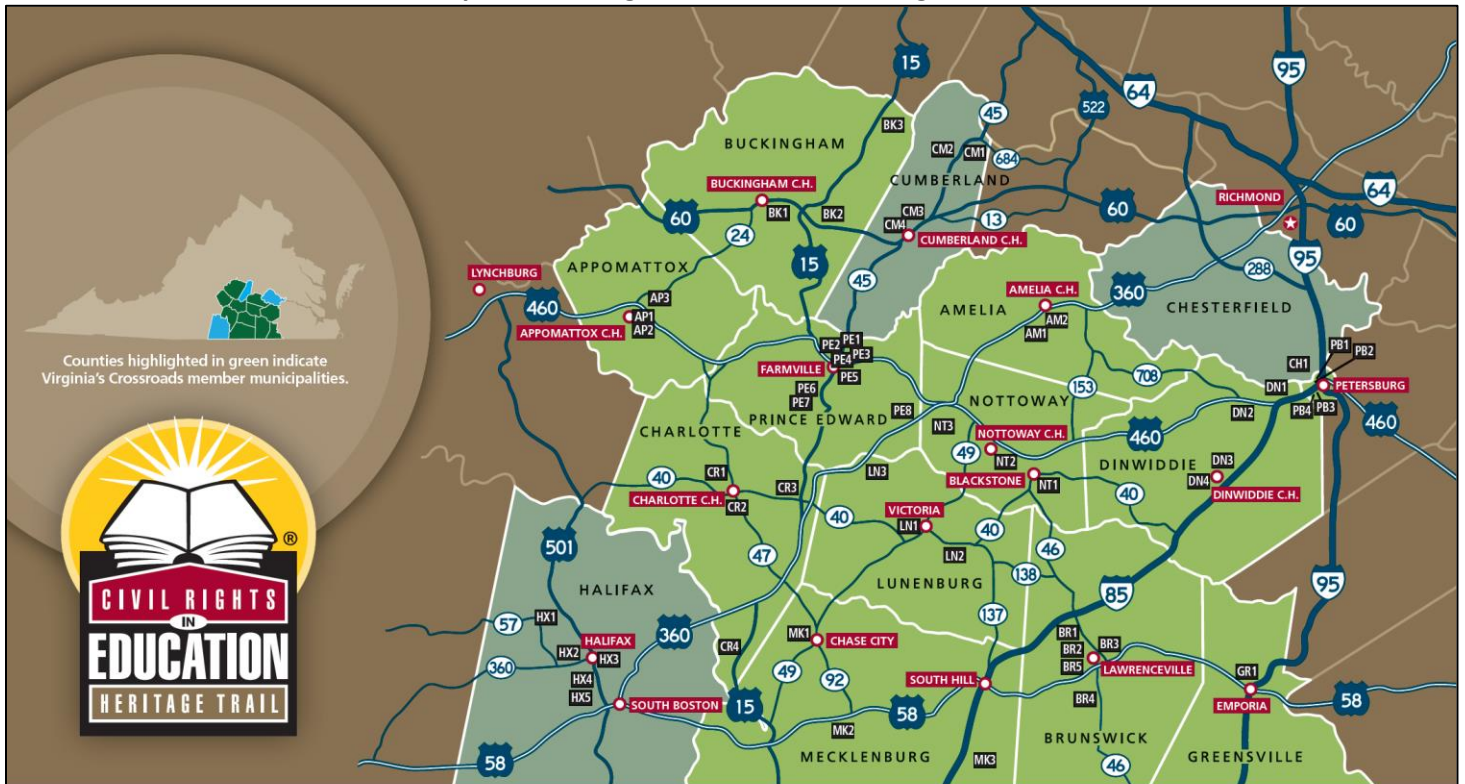 15
95
64
BK3
45
522
BUCKINGHAM
CM2
CM1
684
CUMBERLAND
BUCKINGHAM C.H.
RICHMOND
64
60
BK1
BK2
CM3
CM4
13
60
60
24
CUMBERLAND C.H.
95
LYNCHBURG
APPOMATTOX
15
45
288
AMELIA C.H.
360
CHESTERFIELD
460
AP3
AP1
AP2
AMELIA
AM2
AM1
APPOMATTOX C.H.
Counties highlighted in green indicate
Virginia's Crossroads member municipalities.
PE2
PE1
PE4
PE3
FARMVILLE
PE5
PB1
PB2
CH1
708
153
DN1
PETERSBURG
PE6
PE7
PE8
PRINCE EDWARD
NOTTOWAY
DN2
PB4
PB3
460
CHARLOTTE
NT3
NOTTOWAY C.H.
460
49
NT2
DINWIDDIE
DN3
DN4
DINWIDDIE C.H.
40
CR1
CR3
LN3
BLACKSTONE
NT1
40
CHARLOTTE C.H.
CR2
40
VICTORIA
LN1
40
LN2
46
501
47
138
LUNENBURG
®
CIVIL RIGHTS
IN
EDUCATION
HERITAGE TRAIL
HALIFAX
85
95
137
57
HX1
HALIFAX
360
CR4
MK1
CHASE CITY
BR1
BR2
BR3
BR5
LAWRENCEVILLE
360
HX2
HX3
HX4
HX5
49
92
SOUTH HILL
BR4
GR1
EMPORIA
SOUTH BOSTON
15
58
58
MK2
58
MECKLENBURG
MK3
BRUNSWICK
46
GREENSVILLE